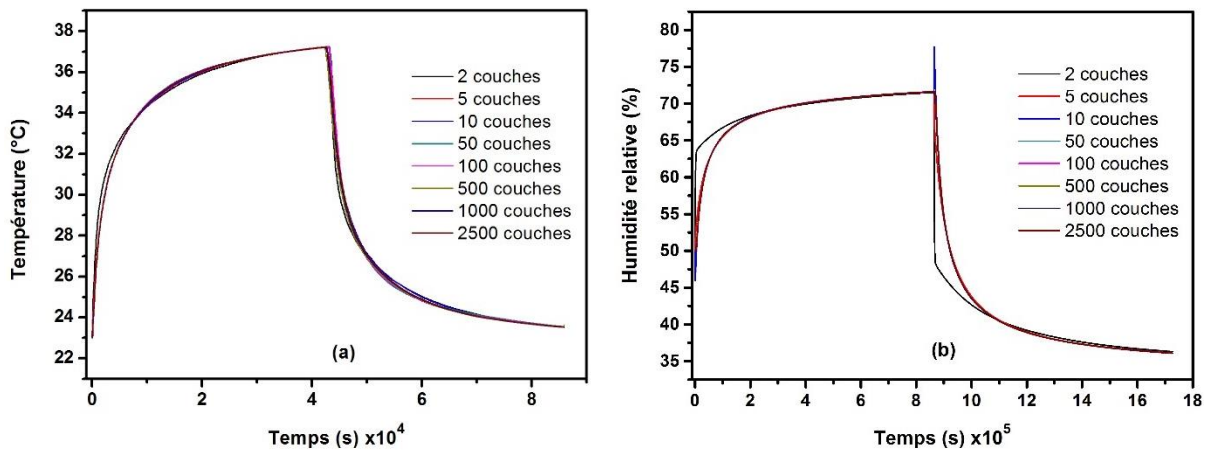 38
36
34
32
30
28
26
24
22
Température (°C)
2 couches
5 couches
10 couches
50 couches
100 couches
500 couches
1000 couches
2500 couches
(a)
0
2
4
6
8
Temps (s) x10⁴
80
75
70
65
60
55
50
45
40
35
Humidité relative (%)
2 couches
5 couches
10 couches
50 couches
100 couches
500 couches
1000 couches
2500 couches
(b)
0
2
4
6
8
10
12
14
16
18
Temps (s) x10⁵